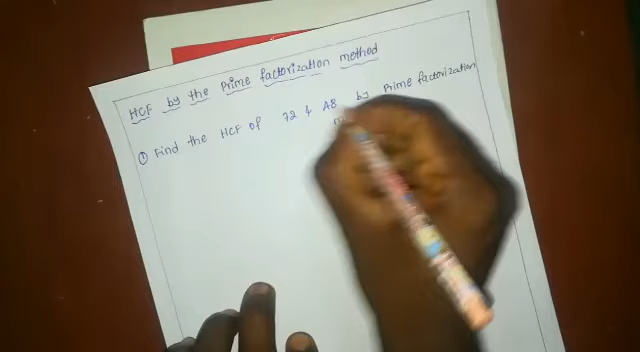 HCF by the Prime factorization method
① Find the HCF of 72 & 48 by Prime factorization
m